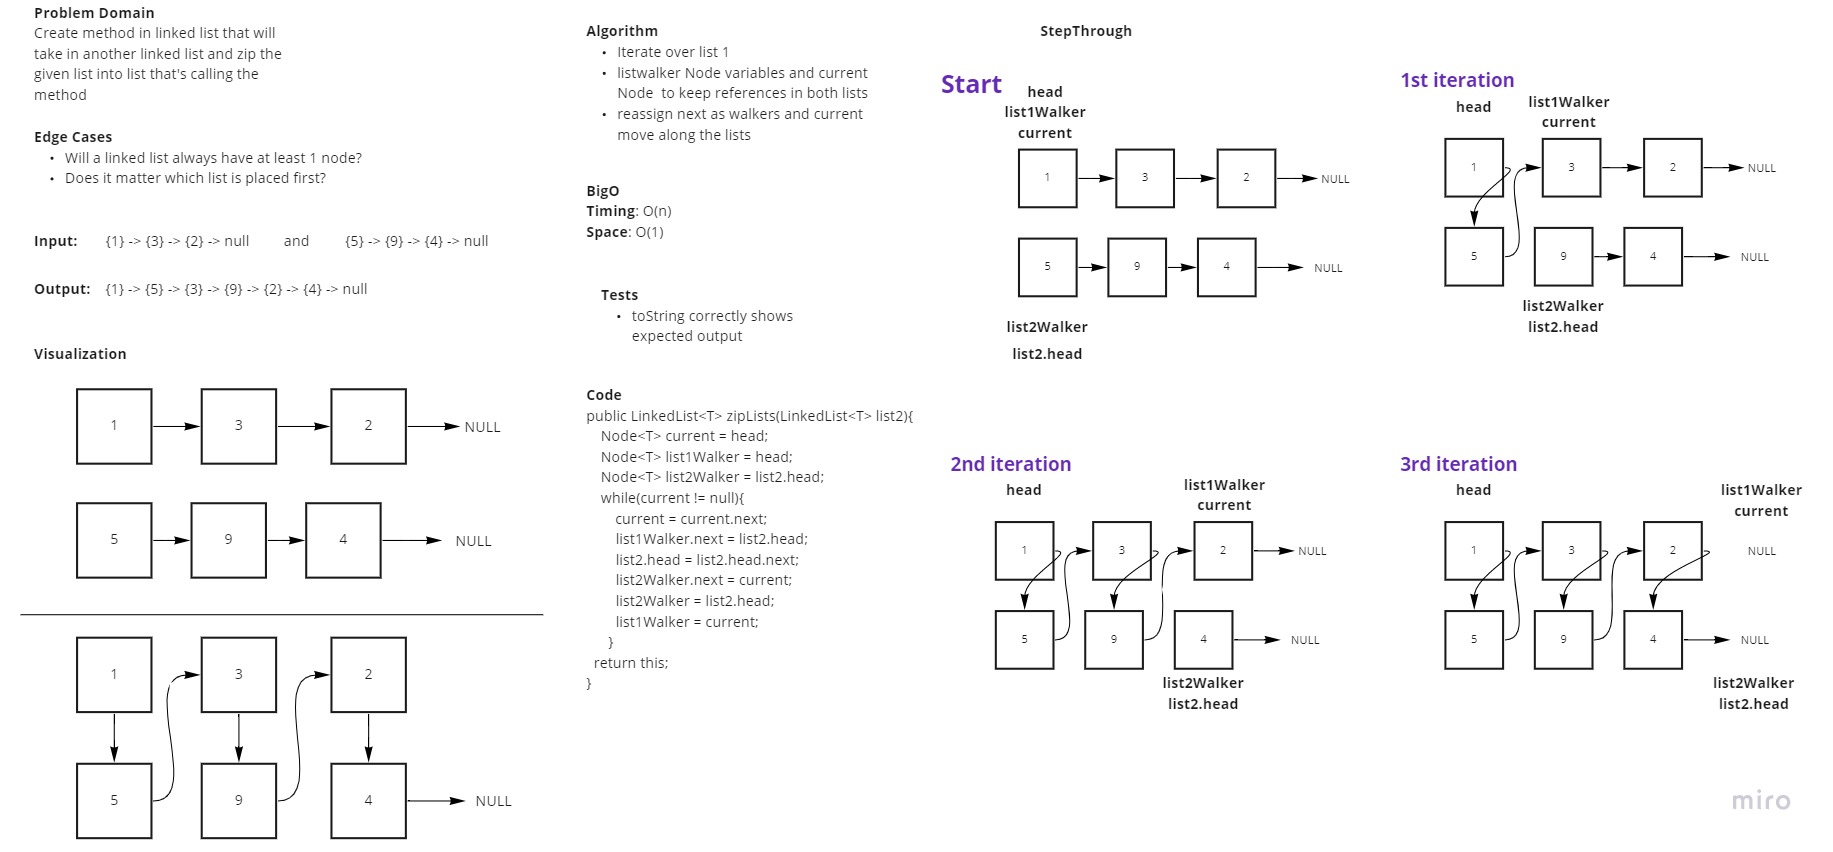 Problem Domain
Create method in linked list that will
take in another linked list and zip the
given list into list that's calling the
method
Edge Cases
• Will a linked list always have at least 1 node?
• Does it matter which list is placed first?
Input: {1} -> {3} -> {2} -> null and {5} -> {9} -> {4} -> null
Output: {1} -> {5} -> {3} -> {9} -> {2} -> {4} -> null
Visualization
1 3 2 NULL
5 9 4 NULL
1 3 2
5 9 4 NULL
Algorithm
• Iterate over list 1
• listwalker Node variables and current
Node to keep references in both lists
• reassign next as walkers and current
move along the lists
BigO
Timing: O(n)
Space: O(1)
Tests
• toString correctly shows
expected output
Code
public LinkedList<T> zipLists(LinkedList<T> list2){
Node<T> current = head;
Node<T> list1Walker = head;
Node<T> list2Walker = list2.head;
while(current != null){
current = current.next;
list1Walker.next = list2.head;
list2.head = list2.head.next;
list2Walker.next = current;
list2Walker = list2.head;
list1Walker = current;
}
return this;
}
StepThrough
Start
head
list1Walker
current
1 3 2 NULL
5 9 4 NULL
list2Walker
list2.head
1st iteration
head
list1Walker
current
1 3 2 NULL
5 9 4 NULL
list2Walker
list2.head
2nd iteration
head
list1Walker
current
1 3 2 NULL
5 9 4 NULL
list2Walker
list2.head
3rd iteration
head
list1Walker
current
1 3 2 NULL
5 9 4 NULL
list2Walker
list2.head
miro